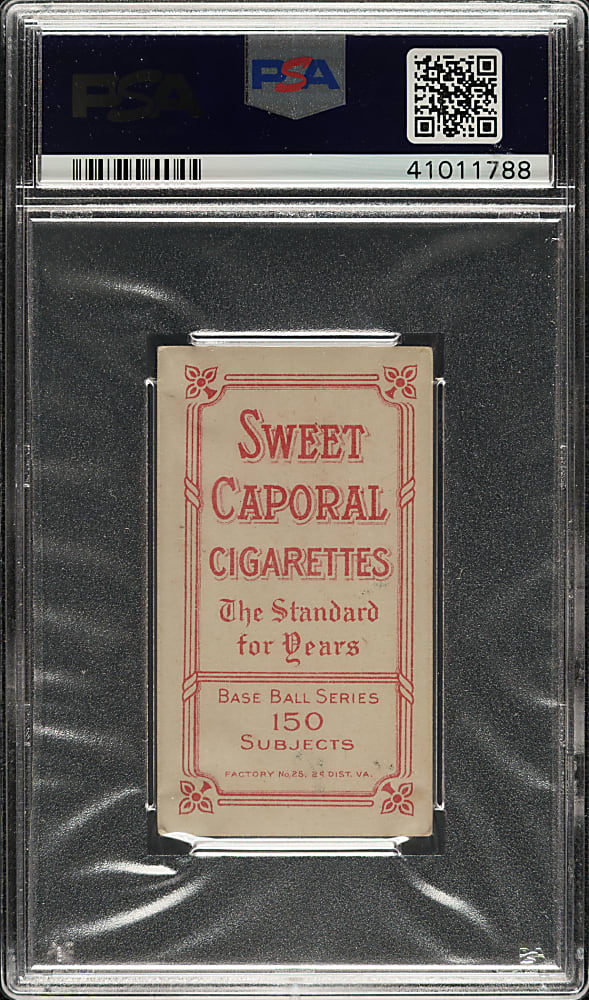 PSA
PSA
41011788
SWEET
CAPORAL
CIGARETTES
The Standard
for Years
BASE BALL SERIES
150
SUBJECTS
FACTORY No. 25, 2d DIST. VA.